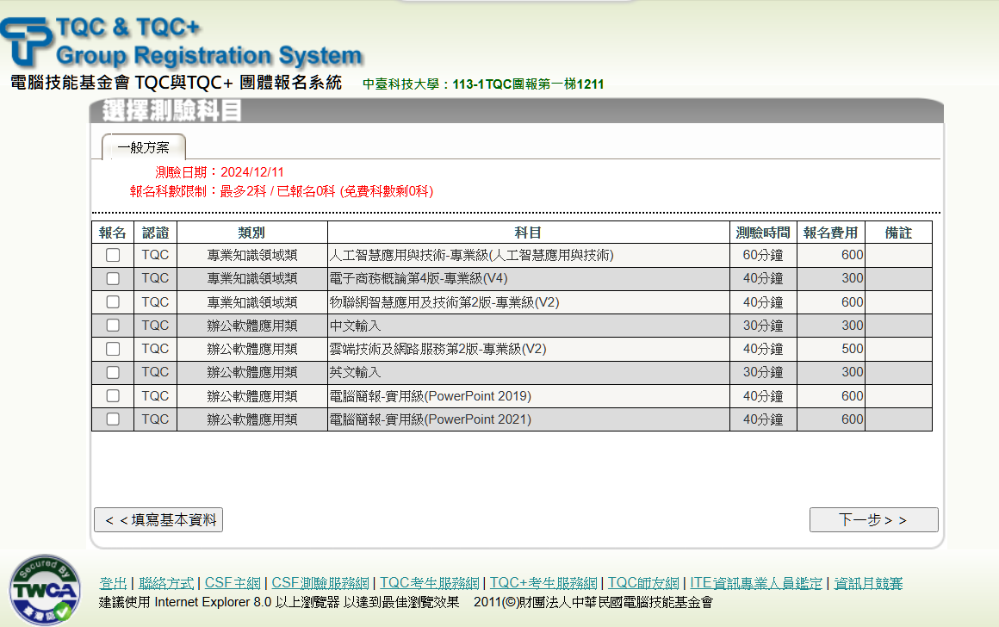 TQC & TQC+
Group Registration System
電腦技能基金會 TQC與TQC+ 團體報名系統 中臺科技大學：113-1TQC團報第一梯1211
選擇測驗科目
一般方案
測驗日期：2024/12/11
報名科數限制：最多2科 / 已報名0科 (免費科數剩0科)
報名 認證 類別 科目 測驗時間 報名費用 備註
TQC 專業知識領域類 人工智慧應用與技術-專業級(人工智慧應用與技術) 60分鐘 600
TQC 專業知識領域類 電子商務概論第4版-專業級(V4) 40分鐘 300
TQC 專業知識領域類 物聯網智慧應用及技術第2版-專業級(V2) 40分鐘 600
TQC 辦公軟體應用類 中文輸入 30分鐘 300
TQC 辦公軟體應用類 雲端技術及網路服務第2版-專業級(V2) 40分鐘 500
TQC 辦公軟體應用類 英文輸入 30分鐘 300
TQC 辦公軟體應用類 電腦簡報-實用級(PowerPoint 2019) 40分鐘 600
TQC 辦公軟體應用類 電腦簡報-實用級(PowerPoint 2021) 40分鐘 600
< <填寫基本資料 下一步> >
Secured By
TWCA
登出 | 聯絡方式 | CSF主網 | CSF測驗服務網 | TQC考生服務網 | TQC+考生服務網 | TQC師友網 | ITE資訊專業人員鑑定 | 資訊月競賽
建議使用 Internet Explorer 8.0 以上瀏覽器 以達到最佳瀏覽效果 2011(©)財團法人中華民國電腦技能基金會